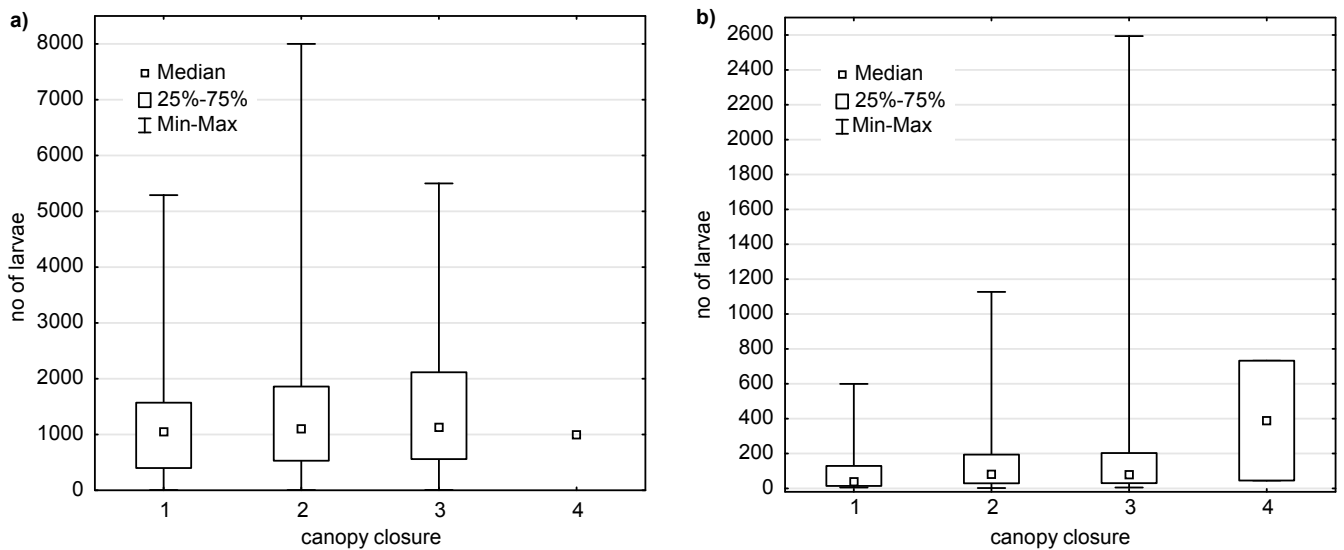 a)
8000
7000
6000
5000
4000
3000
2000
1000
0
no of larvae
Median
25%-75%
Min-Max
1 2 3 4
canopy closure
b)
2600
2400
2200
2000
1800
1600
1400
1200
1000
800
600
400
200
0
no of larvae
Median
25%-75%
Min-Max
1 2 3 4
canopy closure